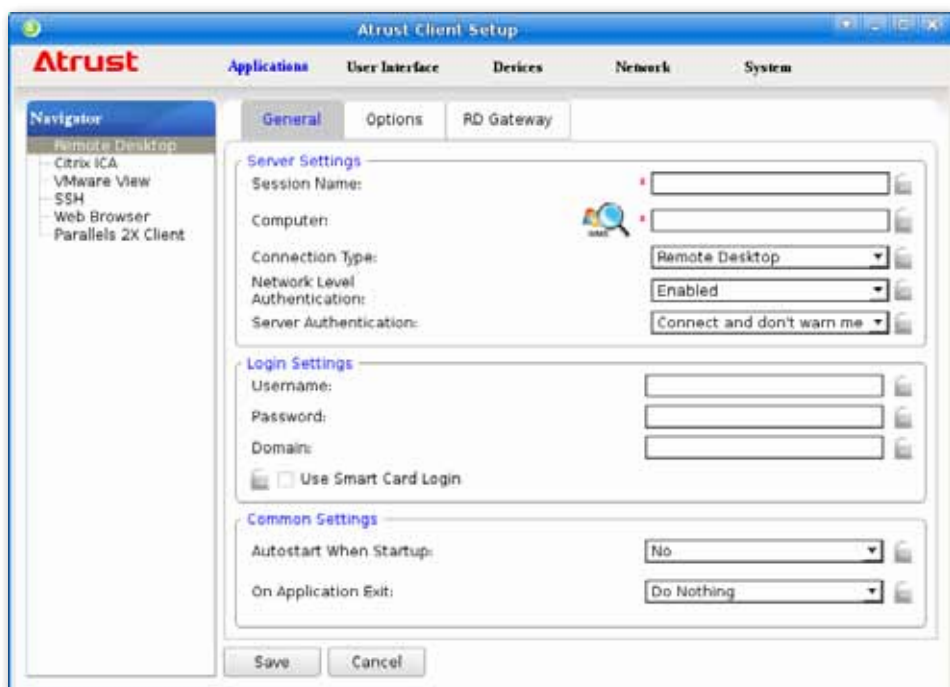 Atrust Client Setup
Atrust
Applications User Interface Devices Network System
Navigator
Remote Desktop
Citrix ICA
VMware View
SSH
Web Browser
Parallels 2X Client
General Options RD Gateway
Server Settings
Session Name: *
Computer: *
Connection Type: Remote Desktop
Network Level
Authentication: Enabled
Server Authentication: Connect and don't warn me
Login Settings
Username:
Password:
Domain:
Use Smart Card Login
Common Settings
Autostart When Startup: No
On Application Exit: Do Nothing
Save Cancel